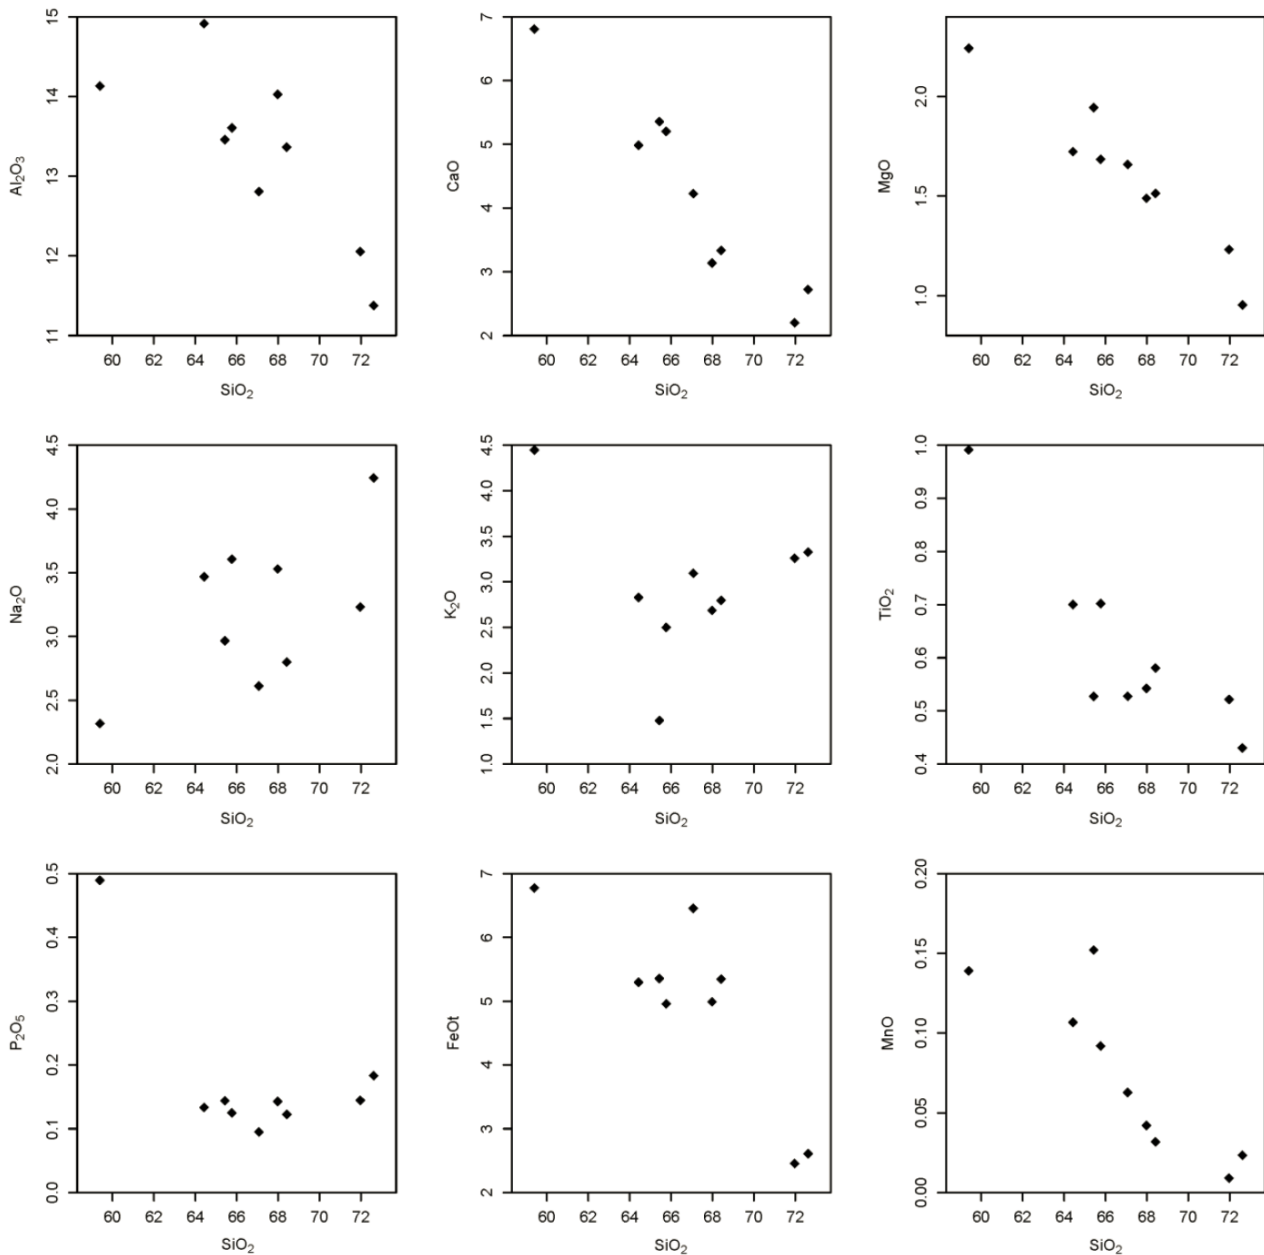 15
14
13
12
11
Al₂O₃
60 62 64 66 68 70 72
SiO₂
7
6
5
4
3
2
CaO
60 62 64 66 68 70 72
SiO₂
2.0
1.5
1.0
MgO
60 62 64 66 68 70 72
SiO₂
4.5
4.0
3.5
3.0
2.5
2.0
Na₂O
60 62 64 66 68 70 72
SiO₂
4.5
4.0
3.5
3.0
2.5
2.0
1.5
1.0
K₂O
60 62 64 66 68 70 72
SiO₂
1.0
0.9
0.8
0.7
0.6
0.5
0.4
TiO₂
60 62 64 66 68 70 72
SiO₂
0.5
0.4
0.3
0.2
0.1
0.0
P₂O₅
60 62 64 66 68 70 72
SiO₂
7
6
5
4
3
2
FeOt
60 62 64 66 68 70 72
SiO₂
0.20
0.15
0.10
0.05
0.00
MnO
60 62 64 66 68 70 72
SiO₂